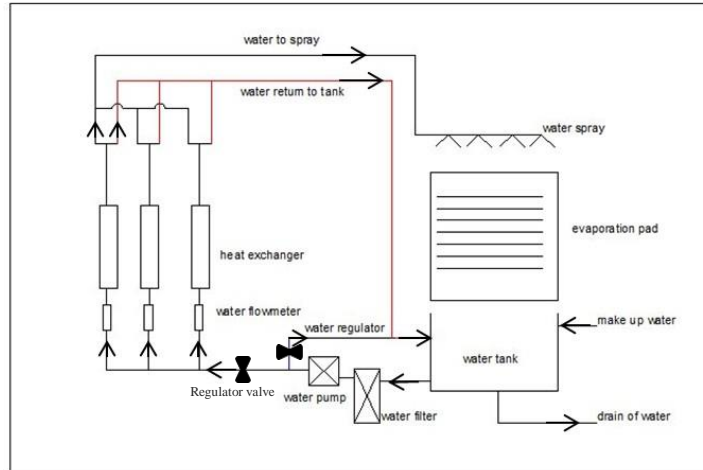 water to spray
water return to tank
water spray
evaporation pad
heat exchanger
water flowmeter
water regulator
make up water
water tank
Regulator valve
water pump
water filter
drain of water